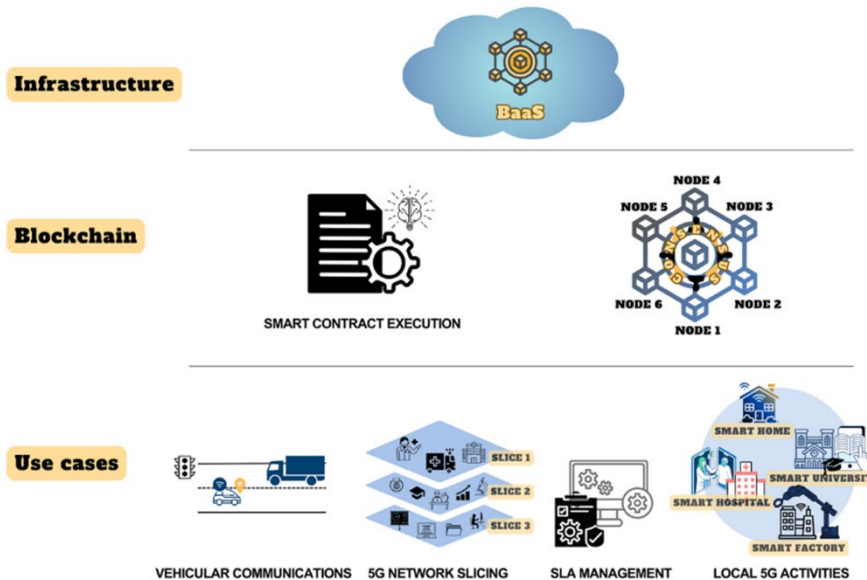 Infrastructure
BaaS
Blockchain
NODE 4
NODE 5
NODE 3
CONSENSUS
NODE 6
NODE 2
NODE 1
SMART CONTRACT EXECUTION
Use cases
SLICE 1
SLICE 2
SLICE 3
SMART HOME
SMART UNIVERSITY
SMART HOSPITAL
SMART FACTORY
VEHICULAR COMMUNICATIONS
5G NETWORK SLICING
SLA MANAGEMENT
LOCAL 5G ACTIVITIES